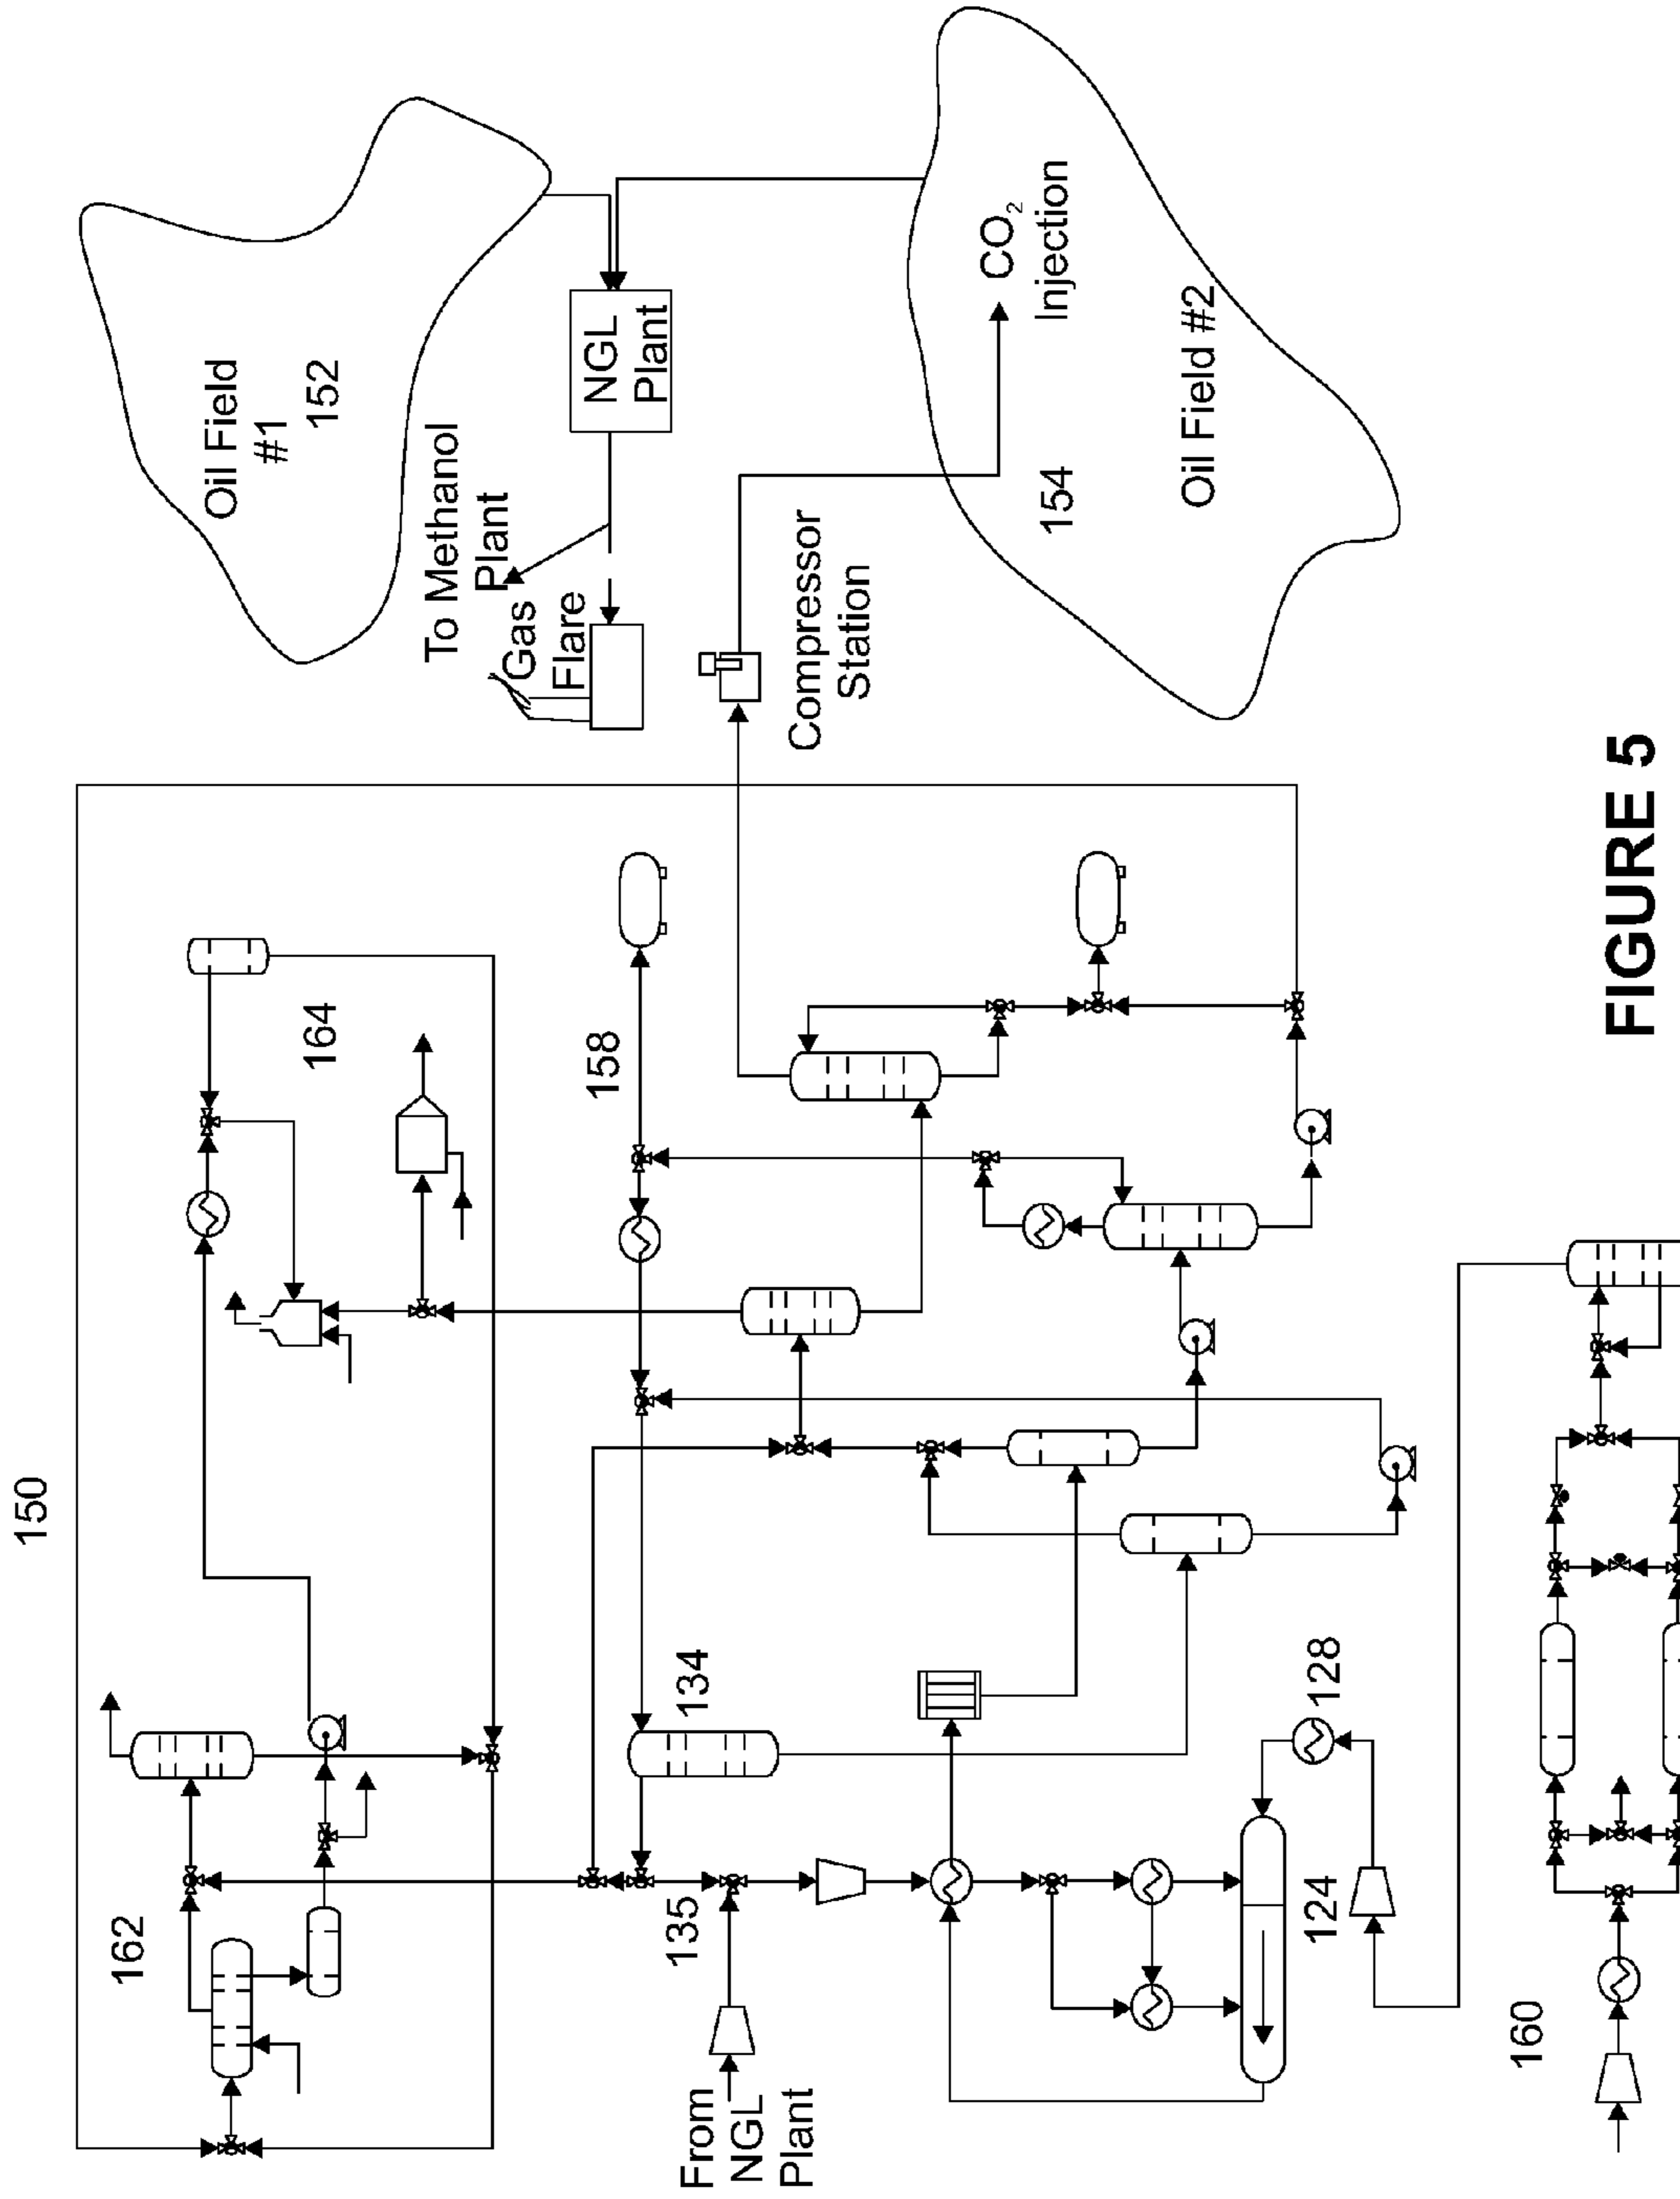 150
162
164
Oil Field
#1
152
To Methanol
Plant
Gas
Flare
NGL
Plant
158
134
135
From
NGL
Plant
Compressor
Station
CO₂
Injection
154
Oil Field #2
128
124
160
FIGURE 5